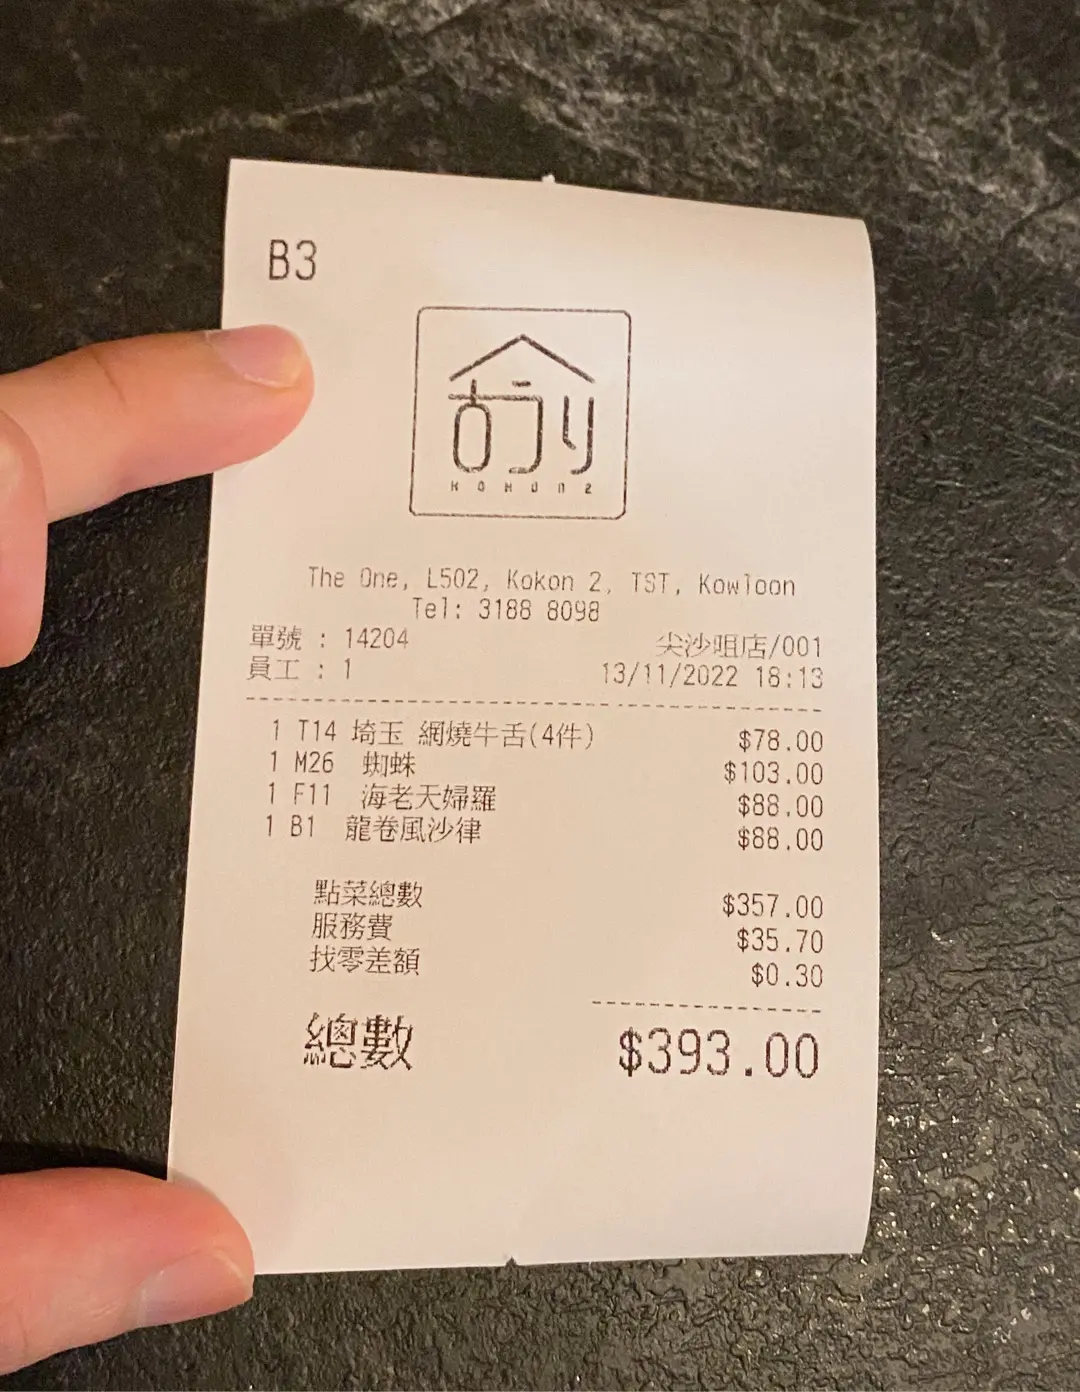 B3
古うり
KOKUN2
The One, L502, Kokon 2, TST, Kowloon
Tel: 3188 8098
單號 : 14204 尖沙咀店/001
員工 : 1 13/11/2022 18:13
1 T14 埼玉 網燒牛舌(4件) $78.00
1 M26 蜘蛛 $103.00
1 F11 海老天婦羅 $88.00
1 B1 龍卷風沙律 $88.00
點菜總數 $357.00
服務費 $35.70
找零差額 $0.30
總數 $393.00